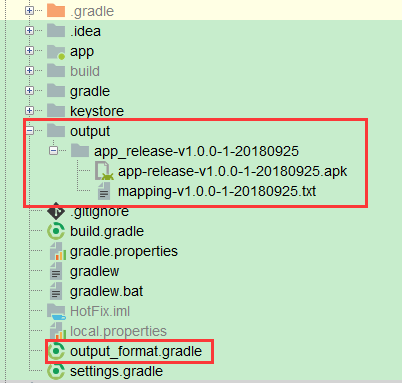 .gradle
.idea
app
build
gradle
keystore
output
app_release-v1.0.0-1-20180925
app-release-v1.0.0-1-20180925.apk
mapping-v1.0.0-1-20180925.txt
.gitignore
build.gradle
gradle.properties
gradlew
gradlew.bat
HotFix.iml
local.properties
output_format.gradle
settings.gradle